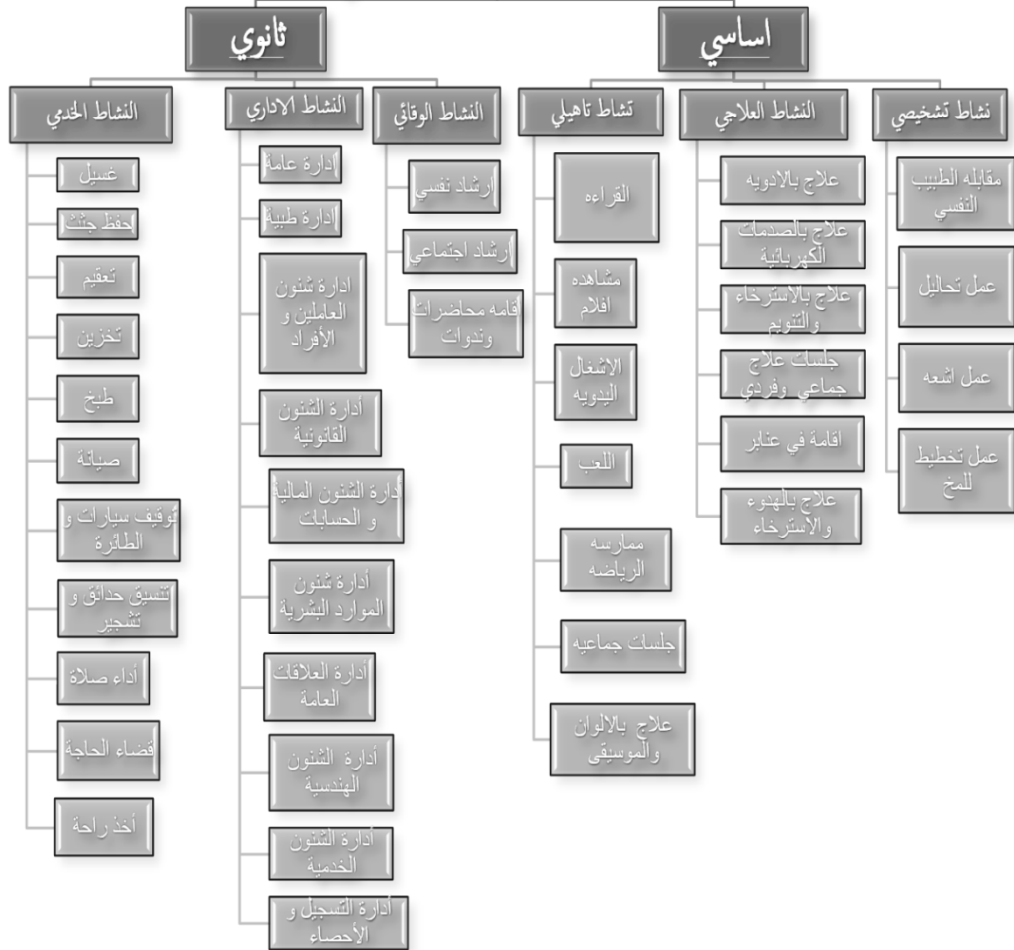 اساسي
ثانوي
نشاط تشخيصي
مقابله الطبيب
النفسي
عمل تحاليل
عمل اشعه
عمل تخطيط
للمخ
النشاط العلاجي
علاج بالادويه
علاج بالصدمات
الكهربائية
علاج بالاسترخاء
والتنويم
جلسات علاج
جماعي وفردي
اقامة في عنابر
علاج بالهدوء
والاسترخاء
نشاط تاهيلي
القراءه
مشاهده
افلام
الاشغال
اليدويه
اللعب
ممارسه
الرياضه
جلسات جماعيه
علاج بالالوان
والموسيقى
النشاط الوقائي
ارشاد نفسي
ارشاد اجتماعي
اقامه محاضرات
وندوات
النشاط الاداري
إدارة عامة
إدارة طبية
ادارة شئون
العاملين و
الأفراد
أدارة الشئون
القانونية
أدارة الشئون المالية
و الحسابات
أدارة شئون
الموارد البشرية
أدارة العلاقات
العامة
أدارة الشئون
الهندسية
أدارة الشئون
الخدمية
أدارة التسجيل و
الأحصاء
النشاط الخدمي
غسيل
حفظ جثث
تعقيم
تخزين
طبخ
صيانة
توقيف سيارات و
الطائرة
تنسيق حدائق و
تشجير
أداء صلاة
قضاء الحاجة
أخذ راحة